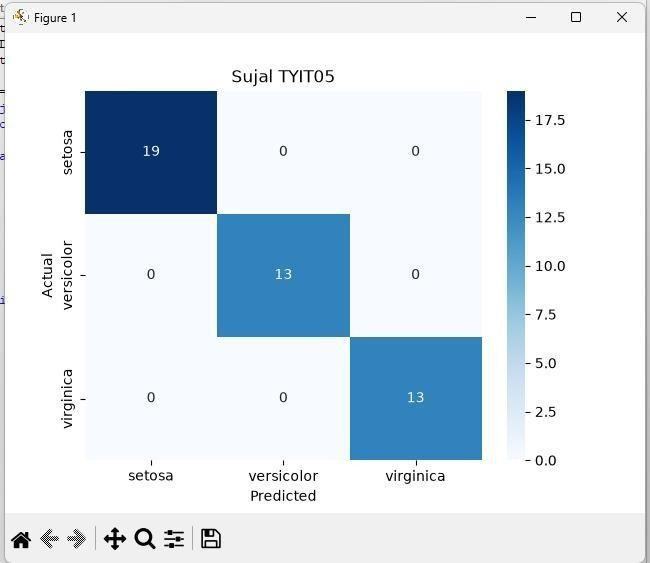 Figure 1
Sujal TYIT05
setosa
19
0
0
17.5
15.0
Actual
versicolor
0
13
0
12.5
10.0
7.5
virginica
0
0
13
5.0
2.5
0.0
setosa
versicolor
virginica
Predicted